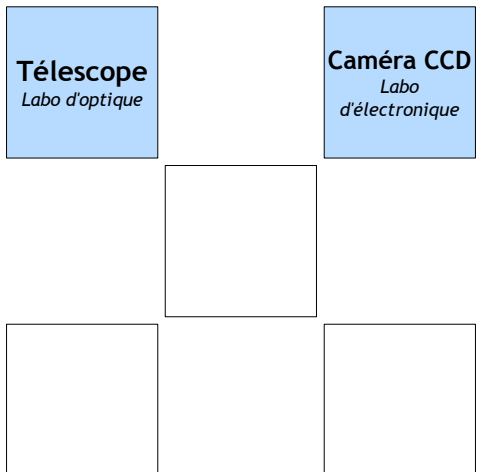 Télescope
Labo d'optique
Caméra CCD
Labo
d'électronique